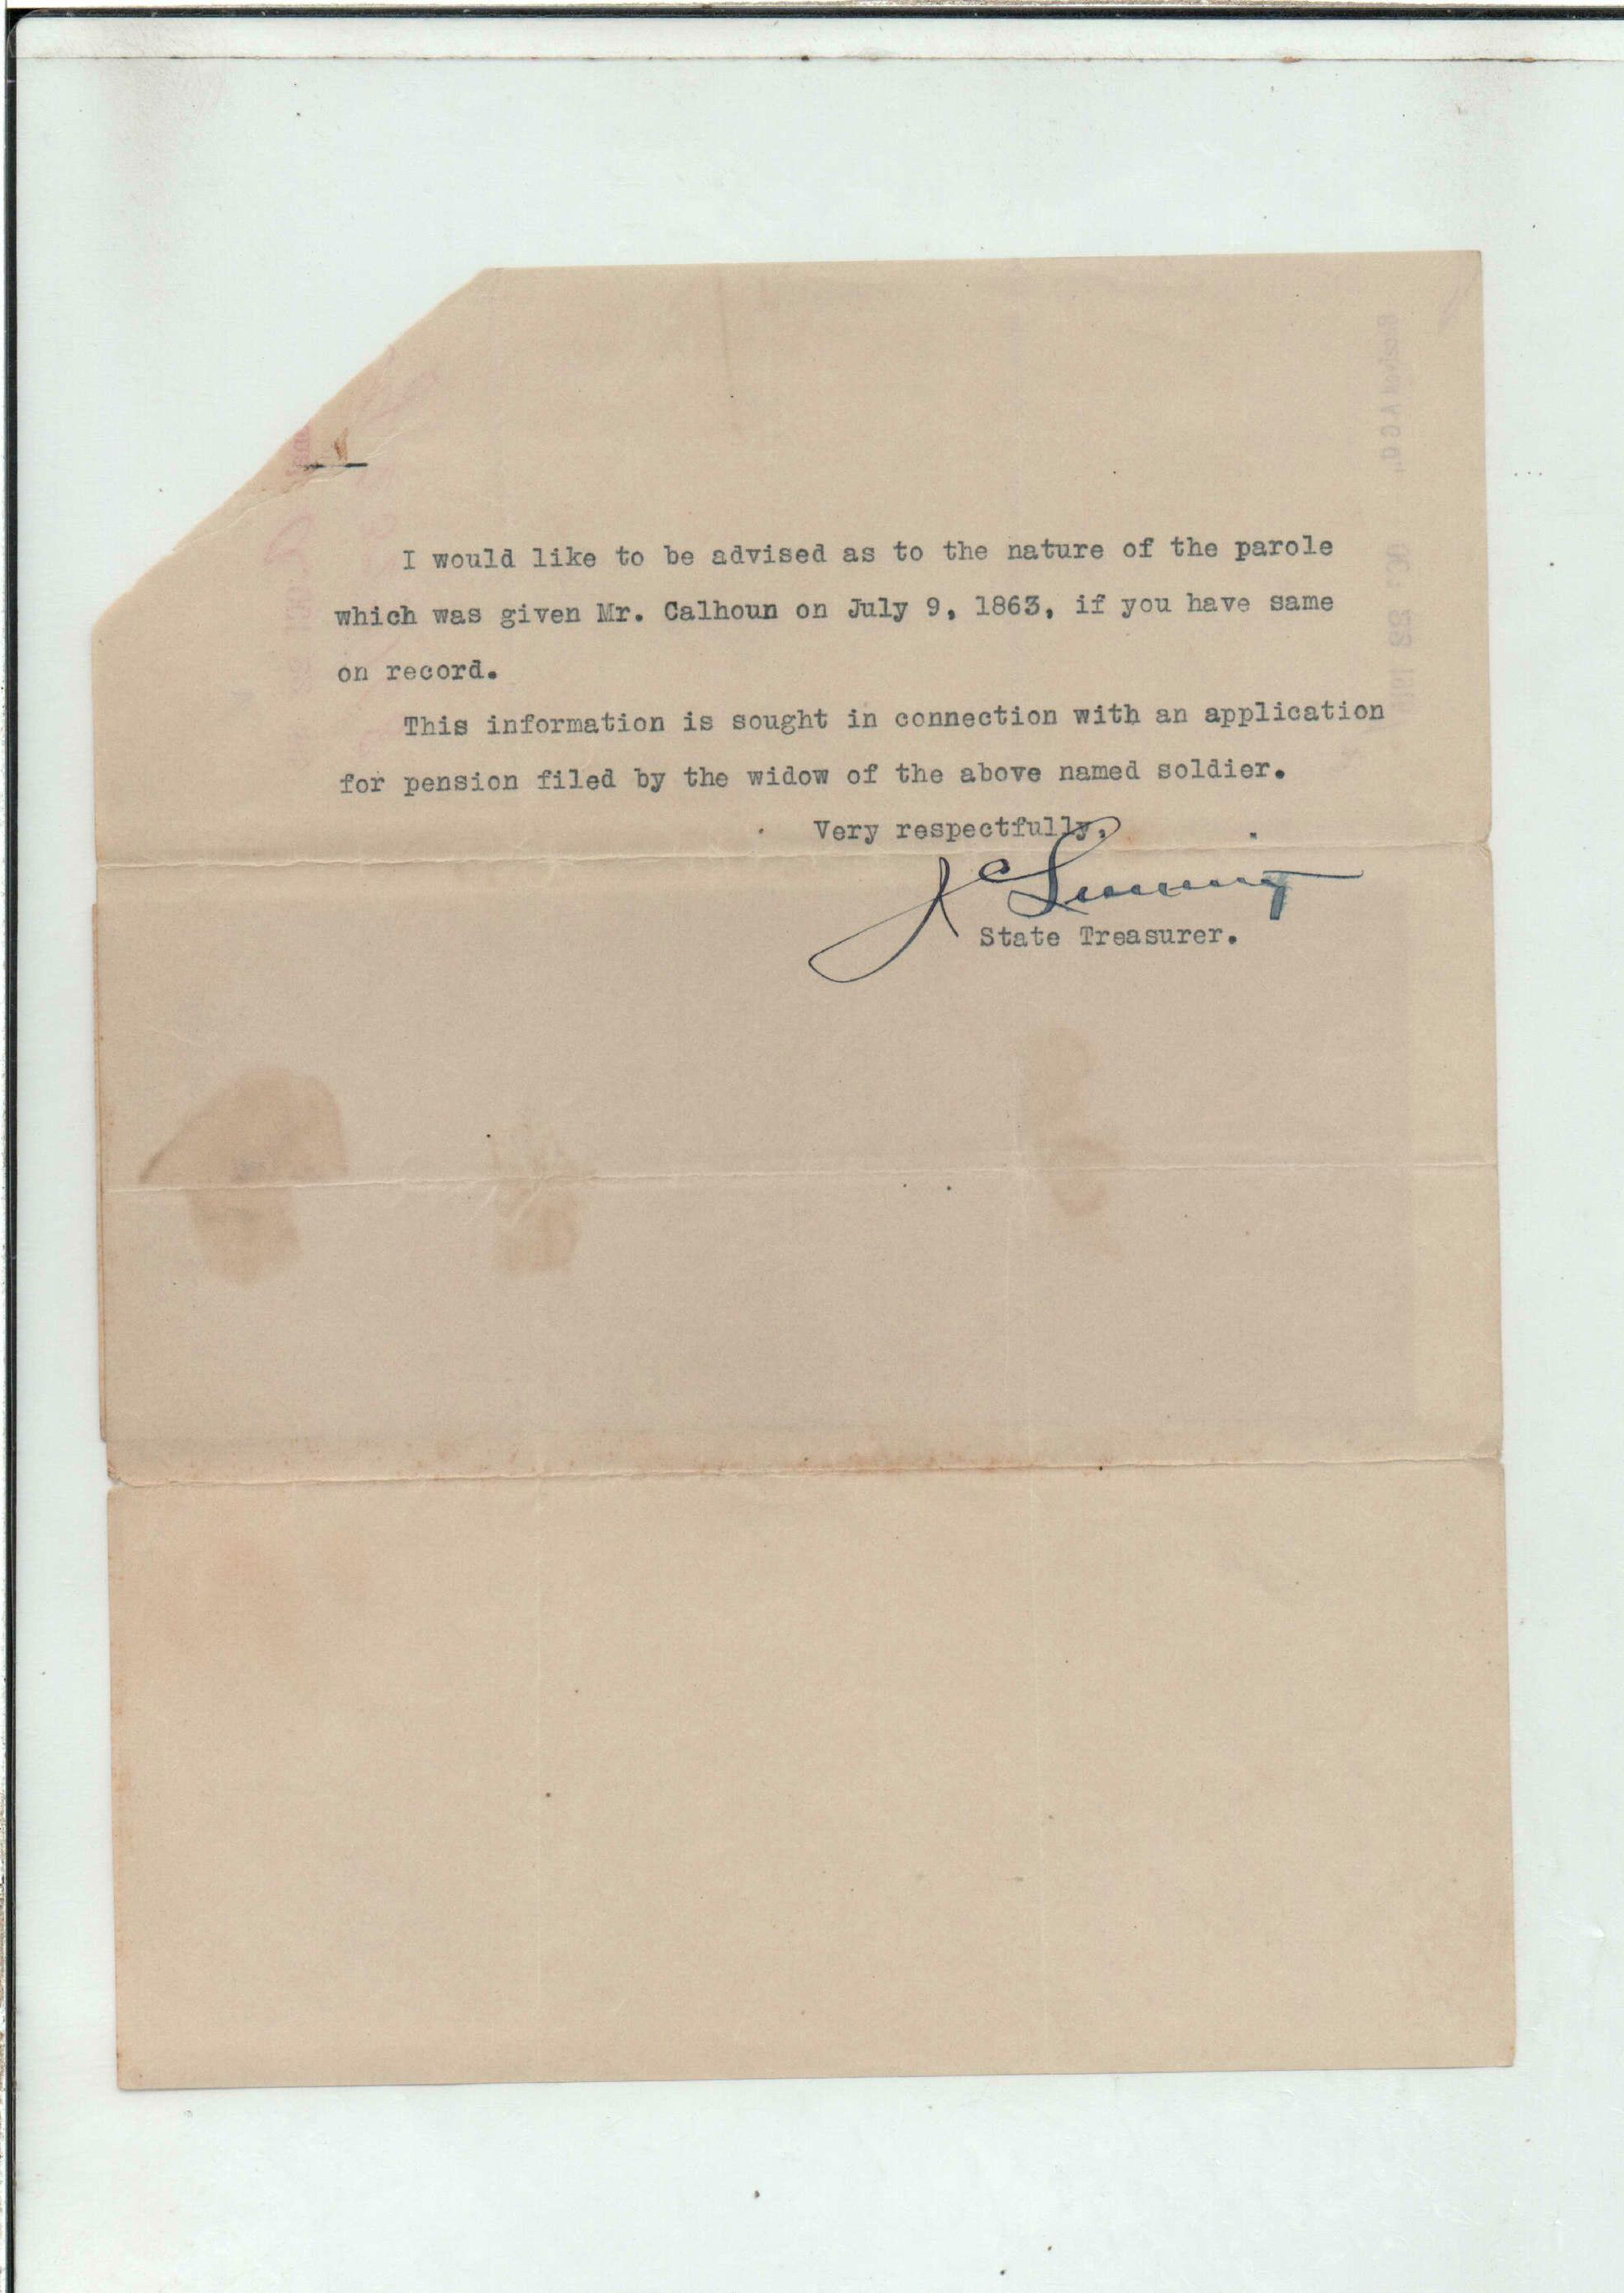 I would like to be advised as to the nature of the parole
which was given Mr. Calhoun on July 9, 1863, if you have same
on record.
This information is sought in connection with an application
for pension filed by the widow of the above named soldier.
Very respectfully,
State Treasurer.